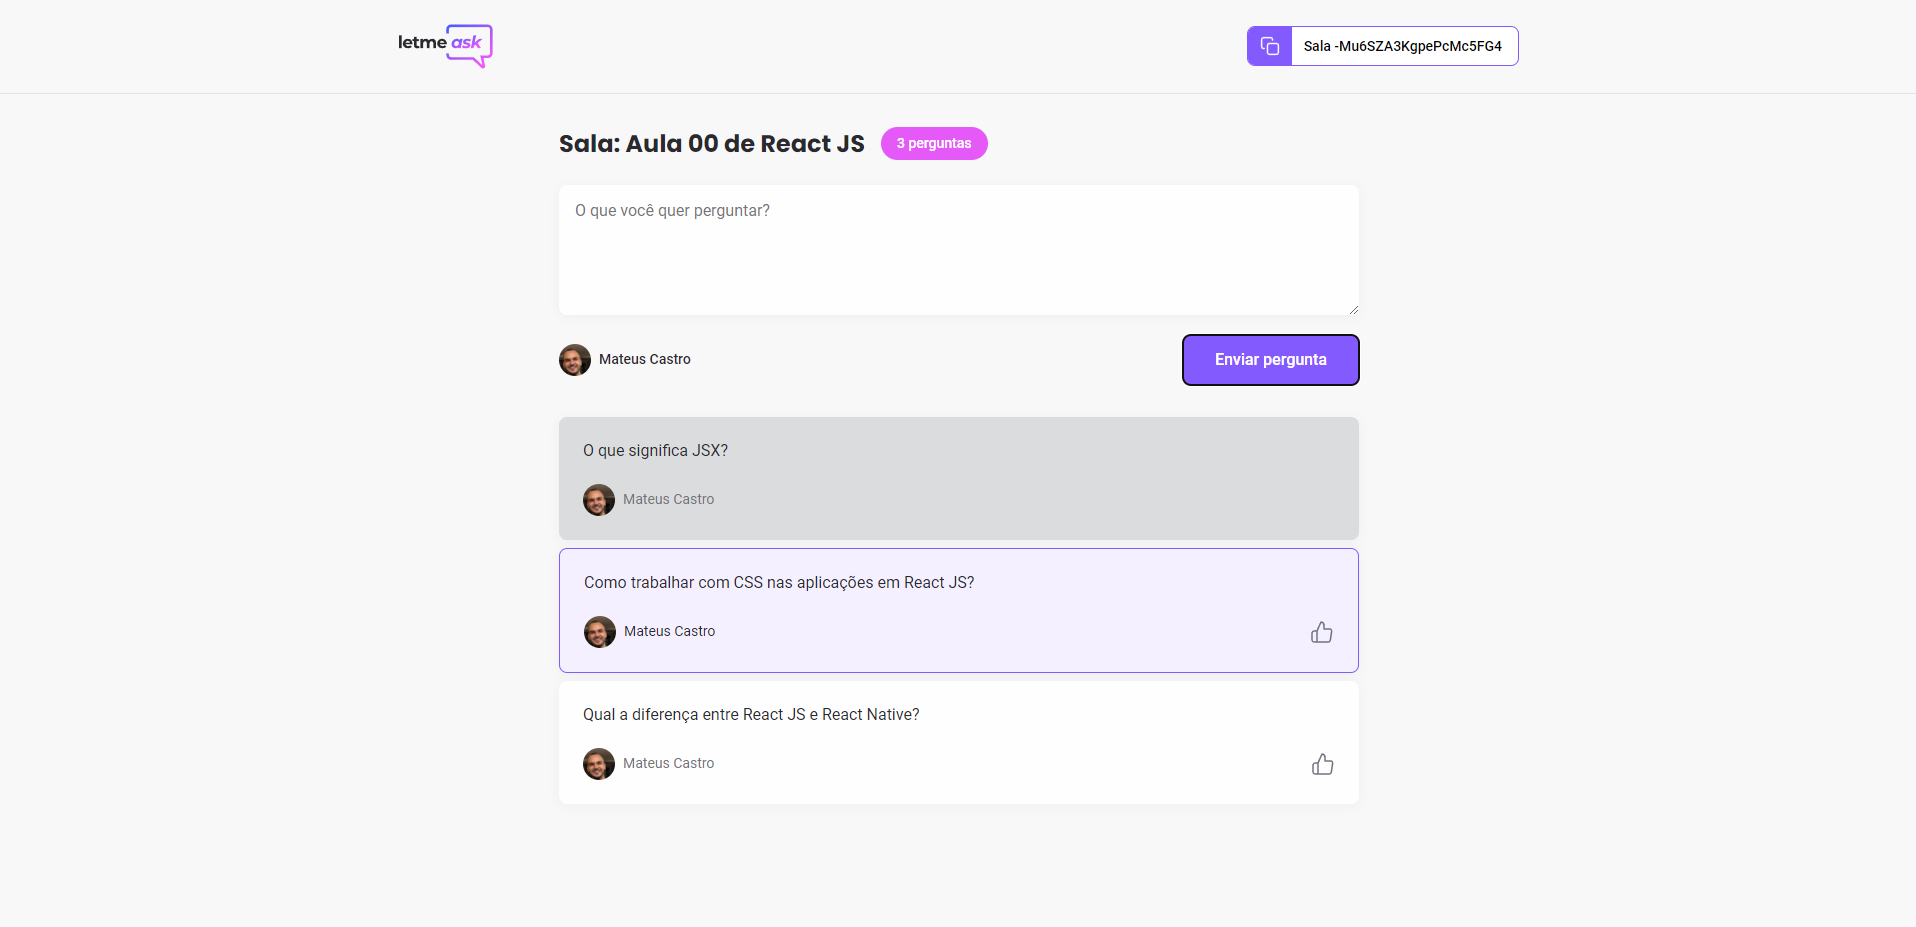 letme ask
Sala -Mu6SZA3KgpePcMc5FG4
Sala: Aula 00 de React JS
3 perguntas
O que você quer perguntar?
Mateus Castro
Enviar pergunta
O que significa JSX?
Mateus Castro
Como trabalhar com CSS nas aplicações em React JS?
Mateus Castro
Qual a diferença entre React JS e React Native?
Mateus Castro